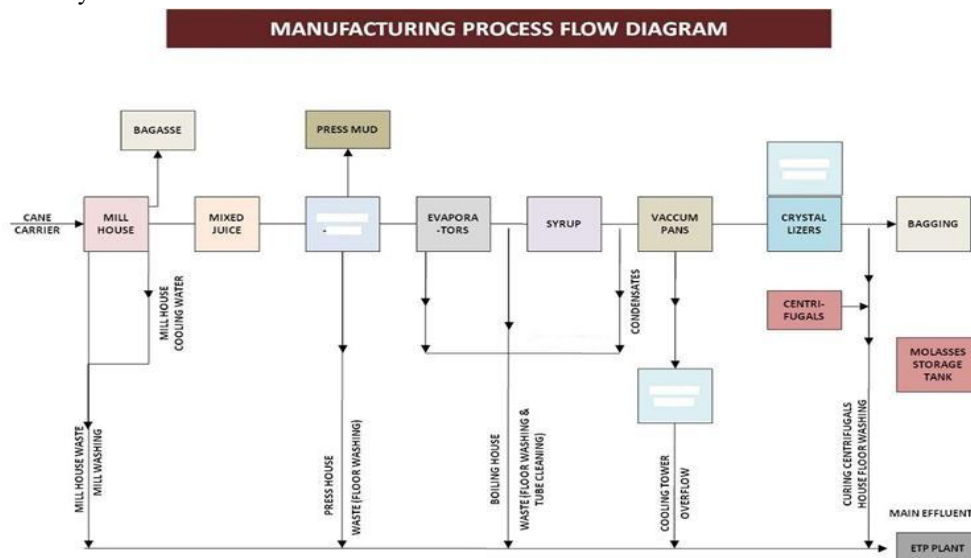 MANUFACTURING PROCESS FLOW DIAGRAM
BAGASSE
PRESS MUD
CANE
CARRIER
MILL
HOUSE
MIXED
JUICE
EVAPORA
-TORS
SYRUP
VACCUM
PANS
CRYSTAL
LIZERS
BAGGING
MILL HOUSE
COOLING WATER
CONDENSATES
CENTRI-
FUGALS
MOLASSES
STORAGE
TANK
MILL HOUSE WASTE
MILL WASHING
PRESS HOUSE
WASTE (FLOOR WASHING)
BOILING HOUSE
WASTE (FLOOR WASHING &
TUBE CLEANING)
COOLING TOWER
OVERFLOW
CURING CENTRIFUGALS
HOUSE FLOOR WASHING
MAIN EFFLUENT
ETP PLANT